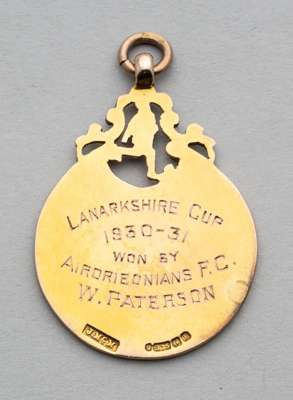 LANARKSHIRE CUP
1930-31
WON BY
AIRDRIEONIANS F.C.
W. PATERSON